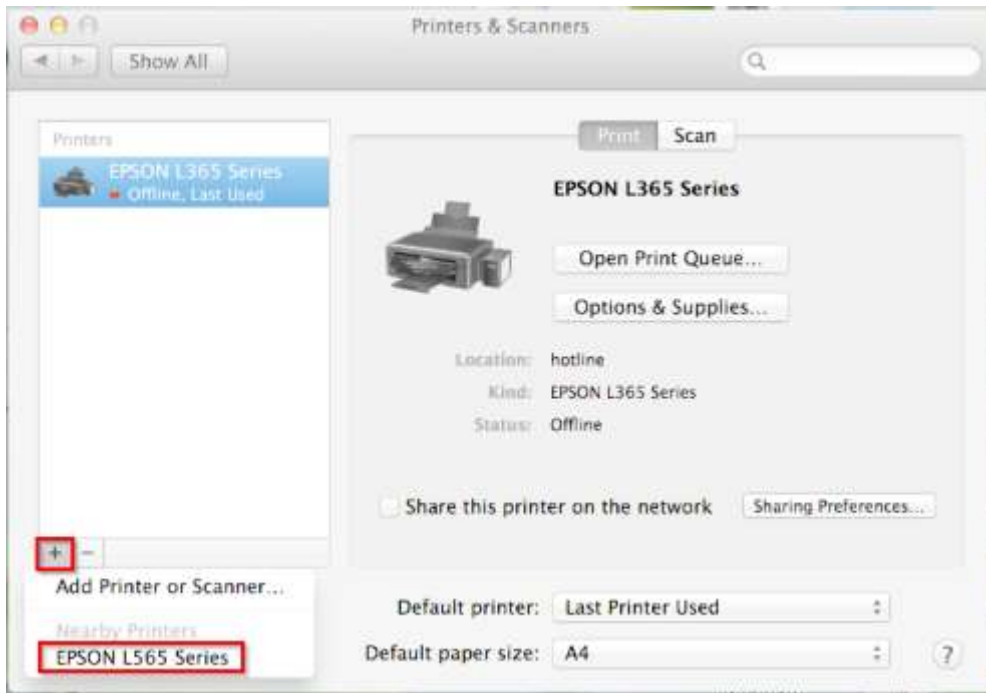 Printers & Scanners
Show All
Printers
EPSON L365 Series
Offline, Last Used
Print Scan
EPSON L365 Series
Open Print Queue...
Options & Supplies...
Location: hotline
Kind: EPSON L365 Series
Status: Offline
Share this printer on the network Sharing Preferences...
+ -
Add Printer or Scanner...
Nearby Printers
EPSON L565 Series
Default printer: Last Printer Used
Default paper size: A4 ?